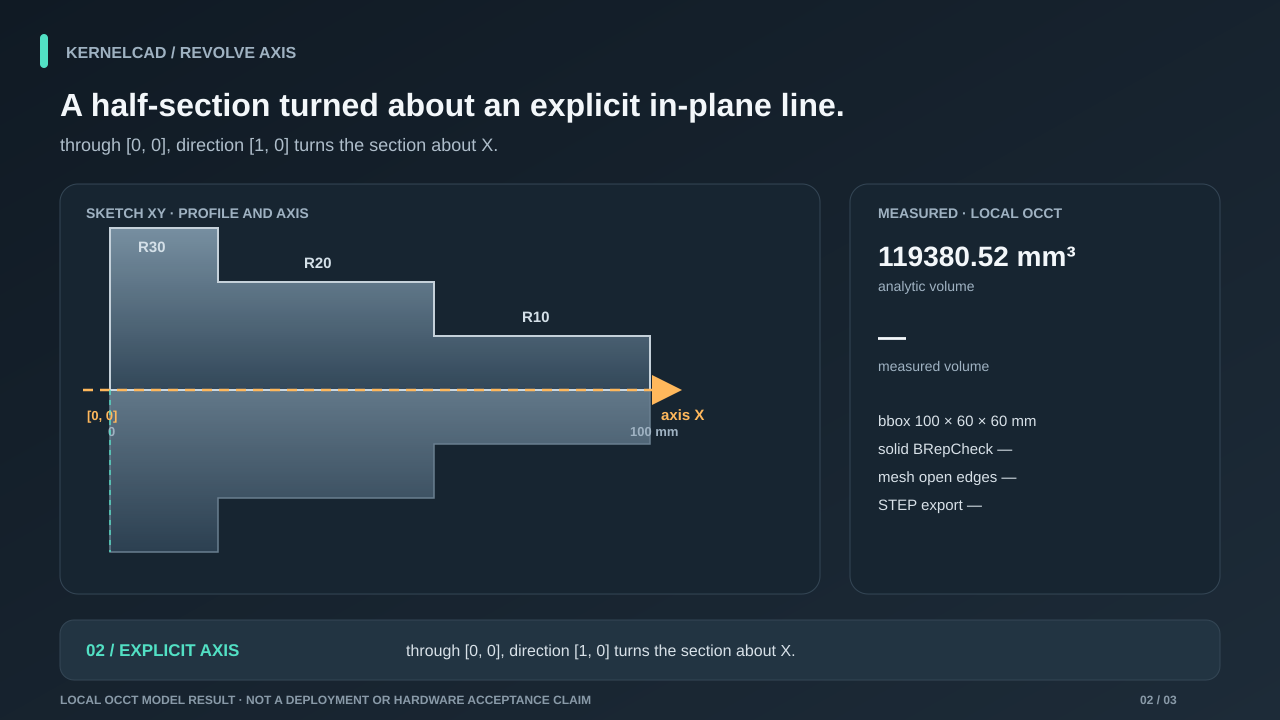 KERNELCAD / REVOLVE AXIS
A half-section turned about an explicit in-plane line.
through [0, 0], direction [1, 0] turns the section about X.
SKETCH XY · PROFILE AND AXIS
R30
R20
R10
[0, 0]
axis X
0
100 mm
MEASURED · LOCAL OCCT
119380.52 mm³
analytic volume
—
measured volume
bbox 100 × 60 × 60 mm
solid BRepCheck —
mesh open edges —
STEP export —
02 / EXPLICIT AXIS
through [0, 0], direction [1, 0] turns the section about X.
LOCAL OCCT MODEL RESULT · NOT A DEPLOYMENT OR HARDWARE ACCEPTANCE CLAIM
02 / 03